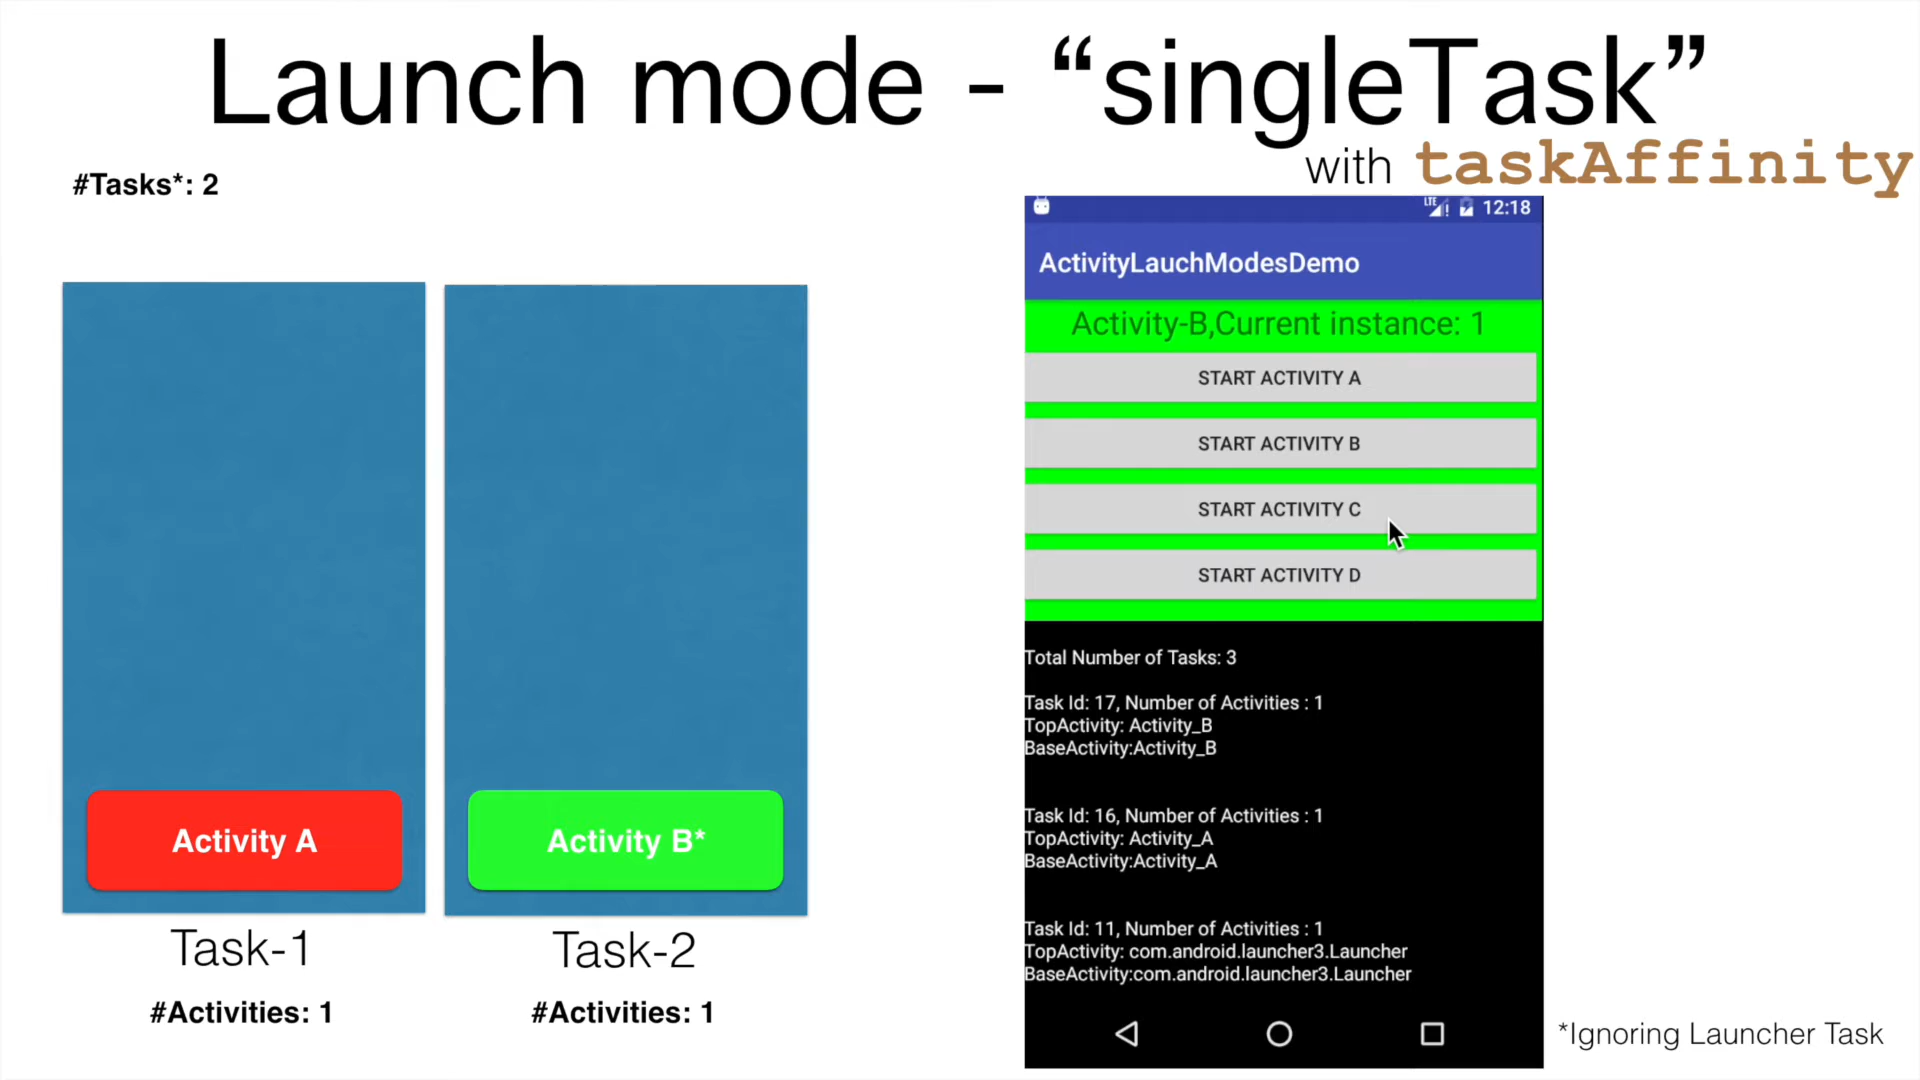 Launch mode - “singleTask”
with taskAffinity
#Tasks*: 2
Activity A
Task-1
#Activities: 1
Activity B*
Task-2
#Activities: 1
LTE 12:18
ActivityLauchModesDemo
Activity-B,Current instance: 1
START ACTIVITY A
START ACTIVITY B
START ACTIVITY C
START ACTIVITY D
Total Number of Tasks: 3
Task Id: 17, Number of Activities : 1
TopActivity: Activity_B
BaseActivity:Activity_B
Task Id: 16, Number of Activities : 1
TopActivity: Activity_A
BaseActivity:Activity_A
Task Id: 11, Number of Activities : 1
TopActivity: com.android.launcher3.Launcher
BaseActivity:com.android.launcher3.Launcher
*Ignoring Launcher Task